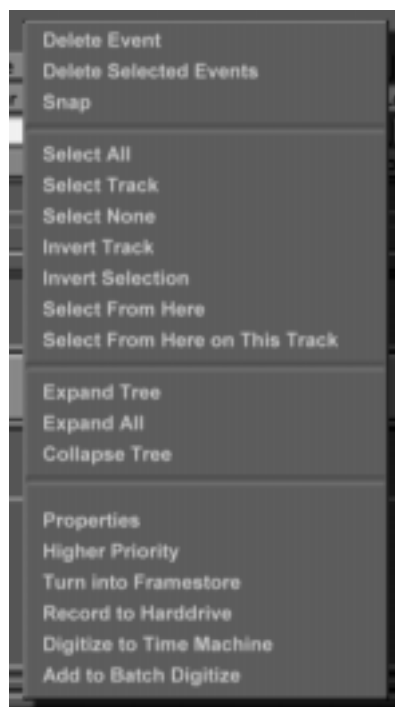 Delete Event
Delete Selected Events
Snap
Select All
Select Track
Select None
Invert Track
Invert Selection
Select From Here
Select From Here on This Track
Expand Tree
Expand All
Collapse Tree
Properties
Higher Priority
Turn into Framestore
Record to Harddrive
Digitize to Time Machine
Add to Batch Digitize